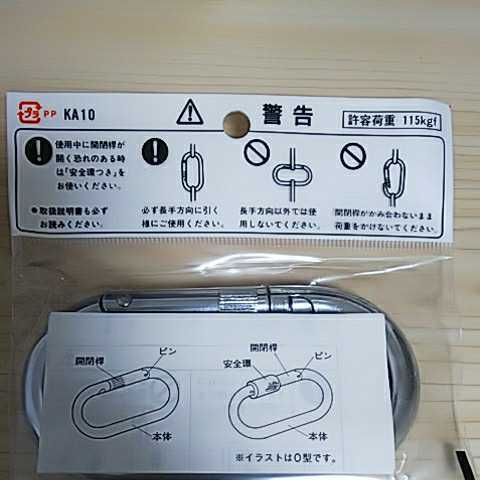 プラ PP KA10
警告
許容荷重 115kgf
使用中に開閉桿が
開く恐れのある時
は「安全環つき」を
お使いください。
*取扱説明書も必ず
お読みください。
必ず長手方向に引く
様にご使用ください。
長手方向以外では使
用しないてください。
開閉桿がかみ合わないまま
荷重をかけないてください。
開閉桿
ピン
本体
開閉桿
安全環
ピン
本体
※イラストはO型です。